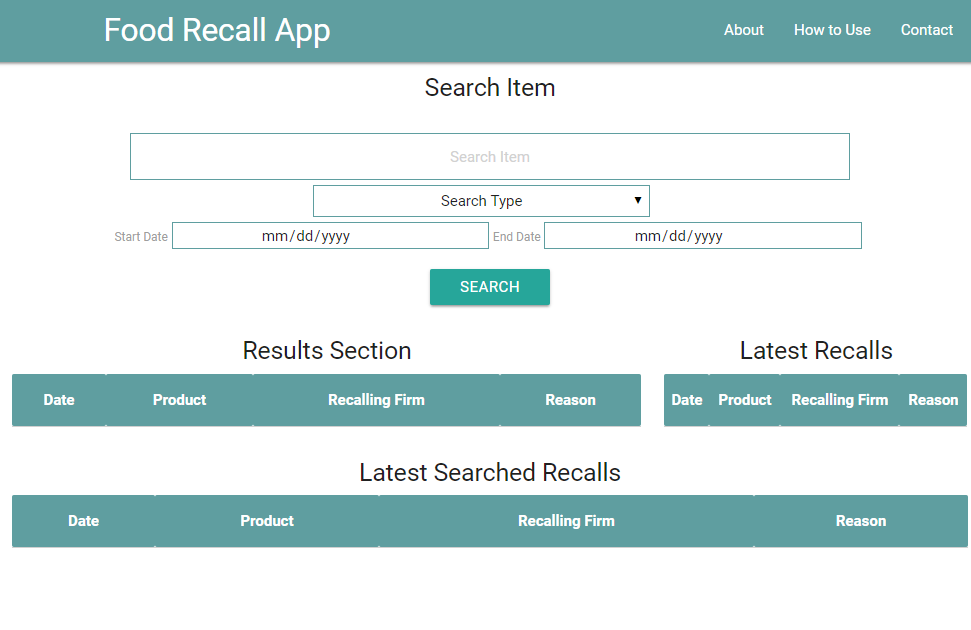 Food Recall App About How to Use Contact
Search Item
Search Item
Search Type
Start Date mm/dd/yyyy End Date mm/dd/yyyy
SEARCH
Results Section
Date Product Recalling Firm Reason
Latest Recalls
Date Product Recalling Firm Reason
Latest Searched Recalls
Date Product Recalling Firm Reason